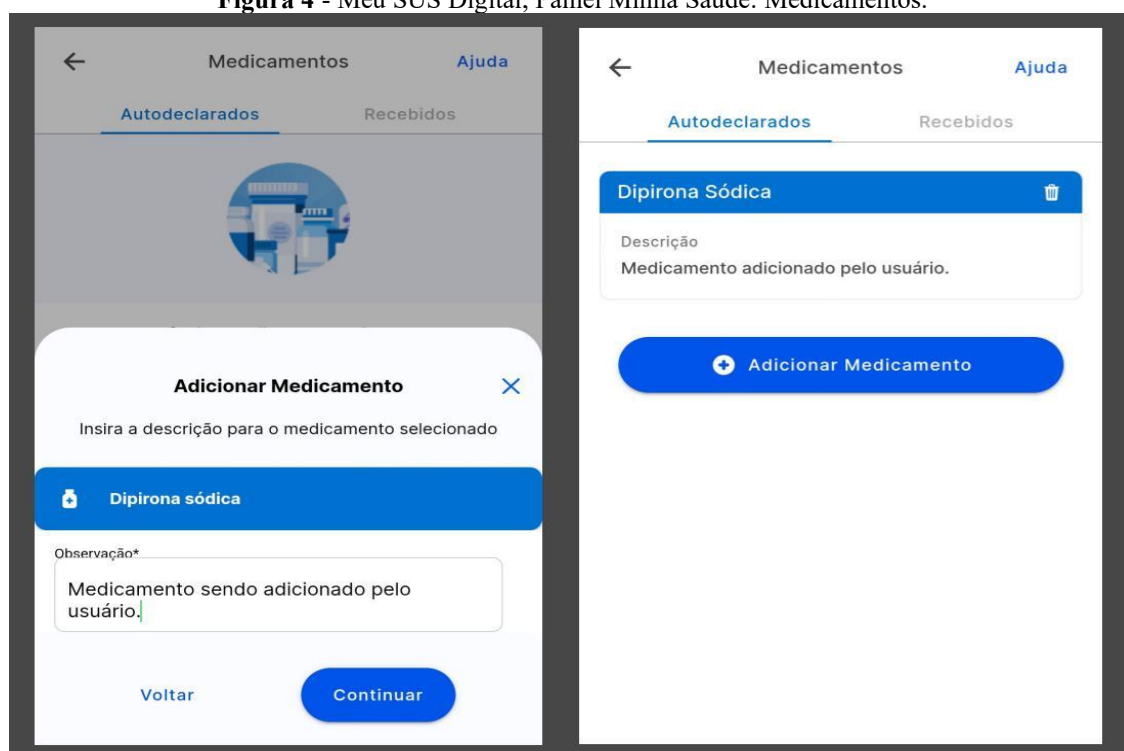 Figura 4 - Meu SUS Digital, Painel Minha Saúde: Medicamentos.
Medicamentos
Ajuda
Autodeclarados
Recebidos
Adicionar Medicamento
Insira a descrição para o medicamento selecionado
Dipirona sódica
Observação*
Medicamento sendo adicionado pelo
usuário.
Voltar
Continuar
Medicamentos
Ajuda
Autodeclarados
Recebidos
Dipirona Sódica
Descrição
Medicamento adicionado pelo usuário.
Adicionar Medicamento